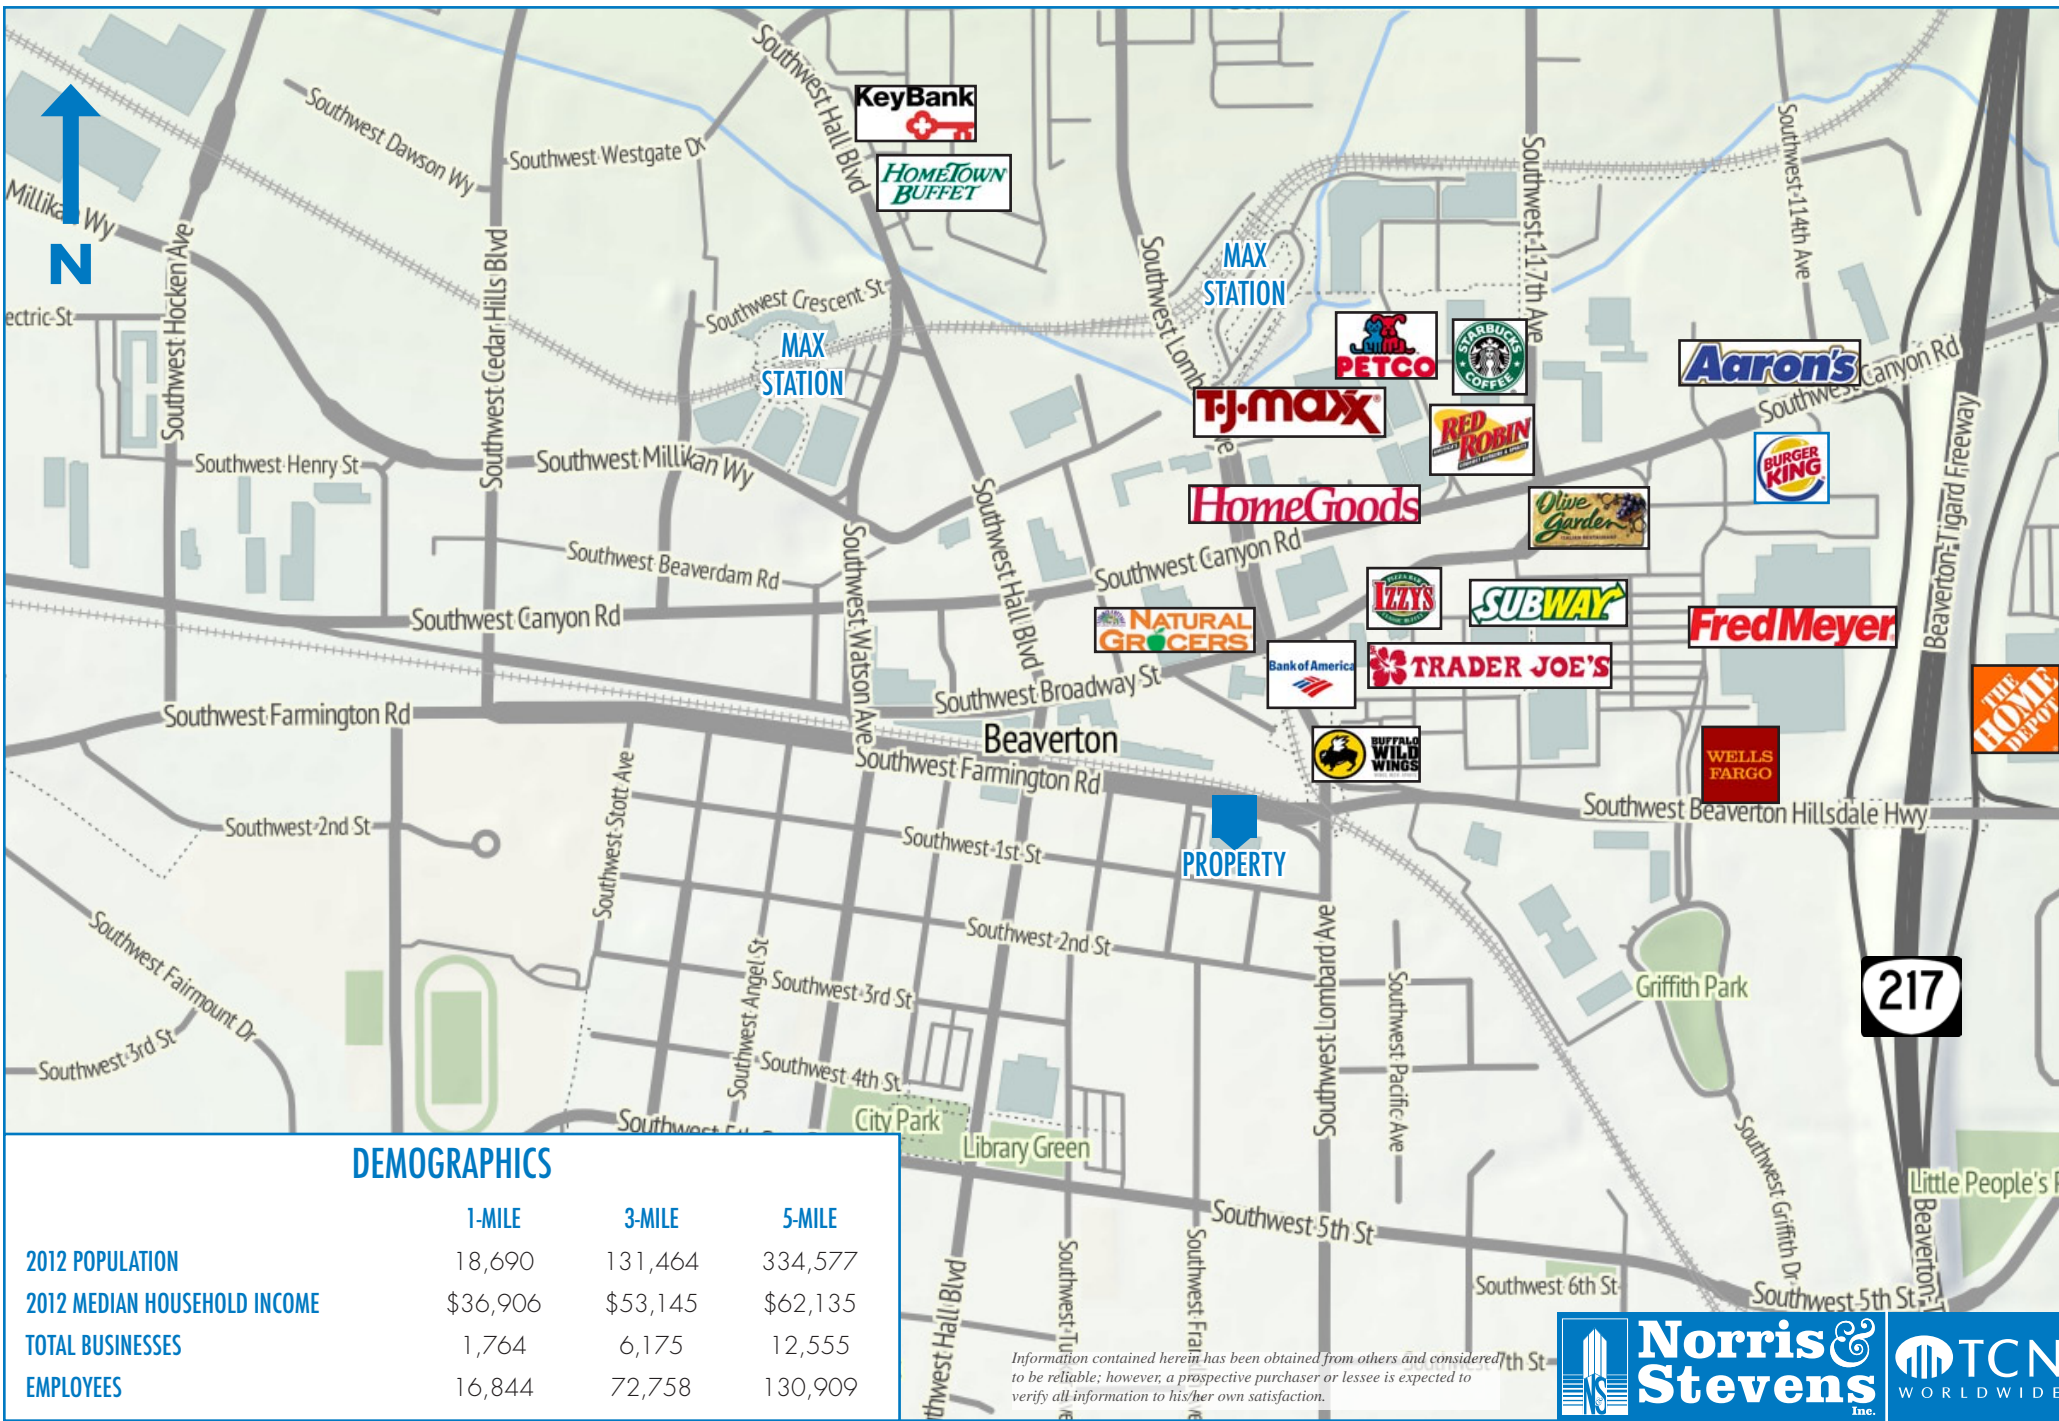 Southwest Hall Blvd
KeyBank
HOMETOWN
BUFFET
Southwest Dawson Wy
Southwest Westgate Dr
Millikan Wy
N
Southwest Hocken Ave
Southwest Cedar Hills Blvd
Southwest Crescent St
MAX
STATION
MAX
STATION
Southwest 117th Ave
Southwest 114th Ave
ectric St
Southwest Lomb
ve
PETCO
STARBUCKS
COFFEE
Aaron's
Southwest Canyon Rd
T·J·maxx
RED
ROBIN
BURGER
KING
Beaverton-Tigard Freeway
Southwest Henry St
Southwest Millikan Wy
HomeGoods
Olive
Garden
ITALIAN RESTAURANT
Southwest Hall Blvd
Southwest Beaverdam Rd
Southwest Canyon Rd
Southwest Canyon Rd
Southwest Watson Ave
NATURAL
GROCERS
IZZY'S
SUBWAY
FredMeyer
Bank of America
TRADER JOE'S
THE
HOME
DEPOT
Southwest Broadway St
Southwest Farmington Rd
Beaverton
Southwest Farmington Rd
BUFFALO
WILD
WINGS
WELLS
FARGO
Southwest Beaverton Hillsdale Hwy
Southwest 2nd St
Southwest Stott Ave
Southwest 1st St
PROPERTY
Southwest 2nd St
Southwest Fairmount Dr
Southwest Angel St
Southwest 3rd St
Southwest Lombard Ave
Southwest Pacific Ave
Griffith Park
217
Southwest 3rd St
Southwest 4th St
Southwest
City Park
Library Green
Southwest Griffith Dr
Little People's
Beaverton-T
Southwest 5th St
Southwest 6th St
Southwest 5th St
thwest Hall Blvd
Southwest Tu
Southwest Fra
7th St
DEMOGRAPHICS
1-MILE 3-MILE 5-MILE
2012 POPULATION 18,690 131,464 334,577
2012 MEDIAN HOUSEHOLD INCOME $36,906 $53,145 $62,135
TOTAL BUSINESSES 1,764 6,175 12,555
EMPLOYEES 16,844 72,758 130,909
Information contained herein has been obtained from others and considered
to be reliable; however, a prospective purchaser or lessee is expected to
verify all information to his/her own satisfaction.
NS
Norris &
Stevens
Inc.
TCN
WORLDWIDE